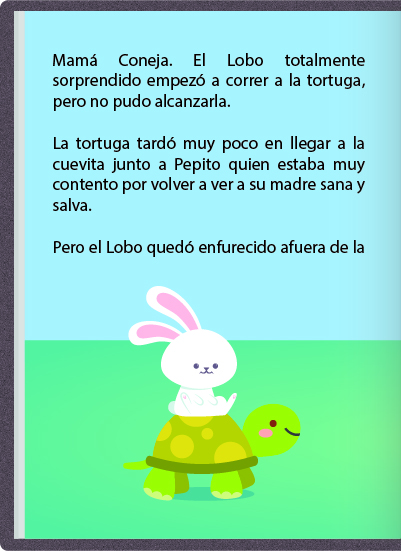 Mamá Coneja. El Lobo totalmente
sorprendido empezó a correr a la tortuga,
pero no pudo alcanzarla.
La tortuga tardó muy poco en llegar a la
cuevita junto a Pepito quien estaba muy
contento por volver a ver a su madre sana y
salva.
Pero el Lobo quedó enfurecido afuera de la